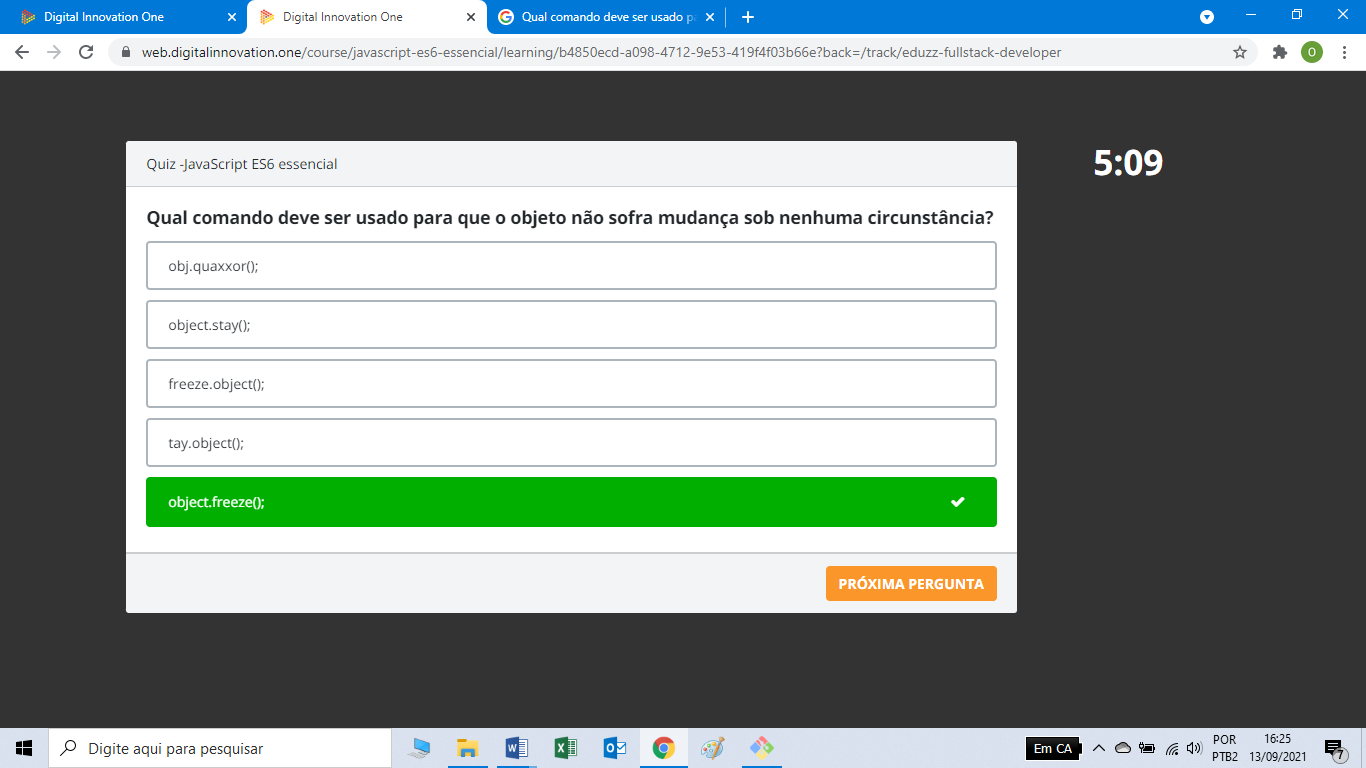 Digital Innovation One
Digital Innovation One
Qual comando deve ser usado p
web.digitalinnovation.one/course/javascript-es6-essencial/learning/b4850ecd-a098-4712-9e53-419f4f03b66e?back=/track/eduzz-fullstack-developer
O
Quiz -JavaScript ES6 essencial
5:09
Qual comando deve ser usado para que o objeto não sofra mudança sob nenhuma circunstância?
obj.quaxxor();
object.stay();
freeze.object();
tay.object();
object.freeze();
PRÓXIMA PERGUNTA
Digite aqui para pesquisar
Em CA
POR
PTB2
16:25
13/09/2021
7